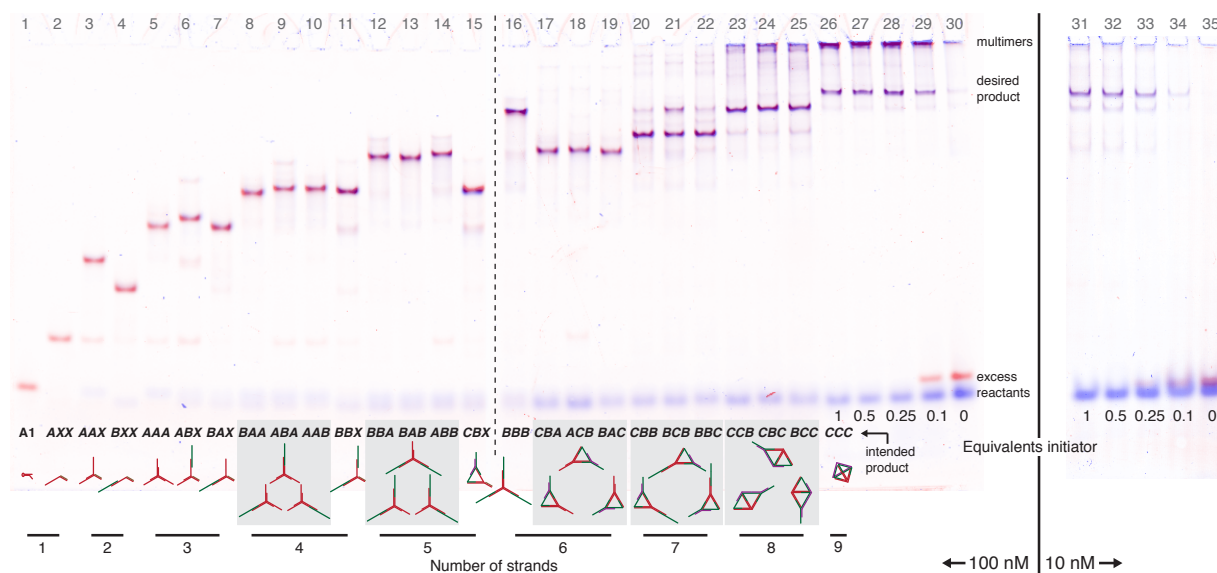 1 2 3 4 5 6 7 8 9 10 11 12 13 14 15 16 17 18 19 20 21 22 23 24 25 26 27 28 29 30 31 32 33 34 35
multimers
desired
product
excess
reactants
1 0.5 0.25 0.1 0 1 0.5 0.25 0.1 0
A1 AXX AAX BXX AAA ABX BAX BAA ABA AAB BBX BBA BAB ABB CBX BBB CBA ACB BAC CBB BCB BBC CCB CBC BCC CCC
intended
product
Equivalents initiator
1 2 3 4 5 6 7 8 9
Number of strands
100 nM 10 nM